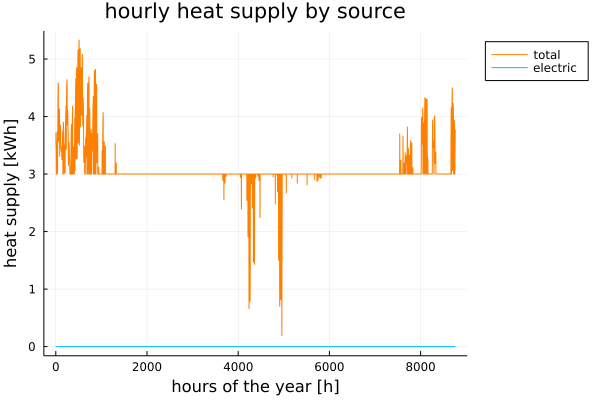 hourly heat supply by source
total
electric
heat supply [kWh]
5
4
3
2
1
0
0 2000 4000 6000 8000
hours of the year [h]